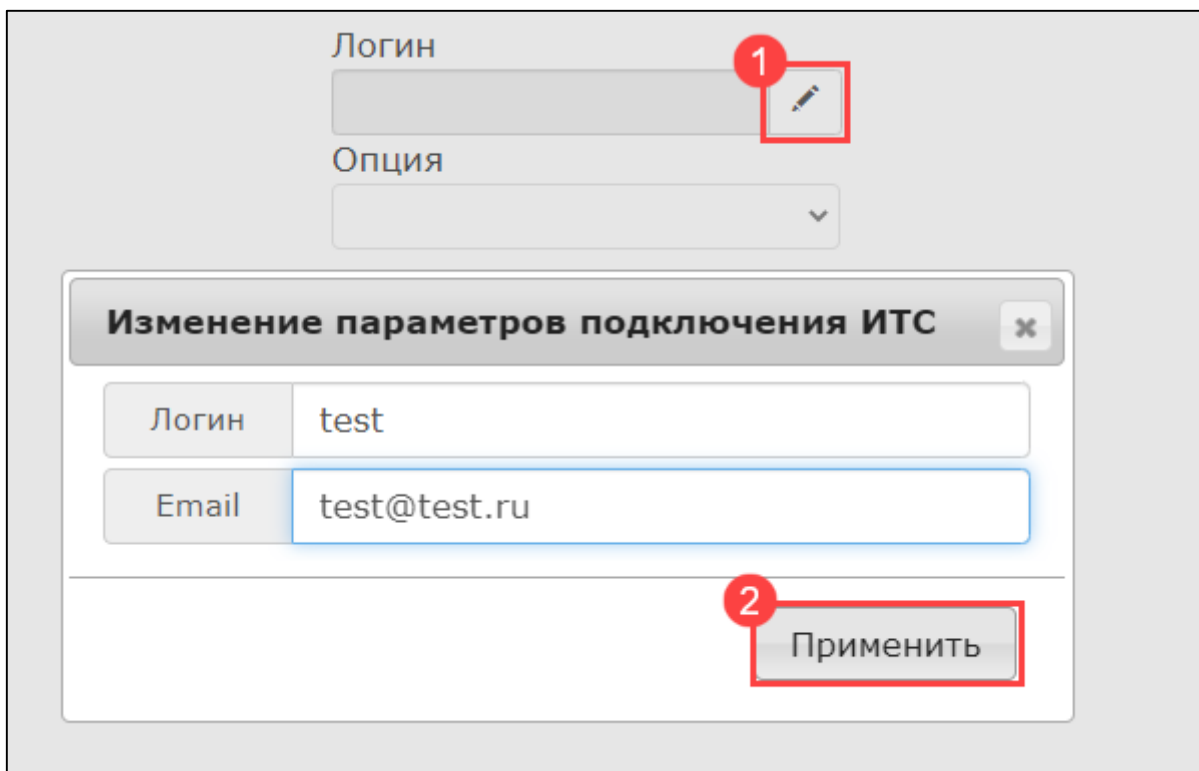 Логин
1
Опция
Изменение параметров подключения ИТС
Логин test
Email test@test.ru
2
Применить